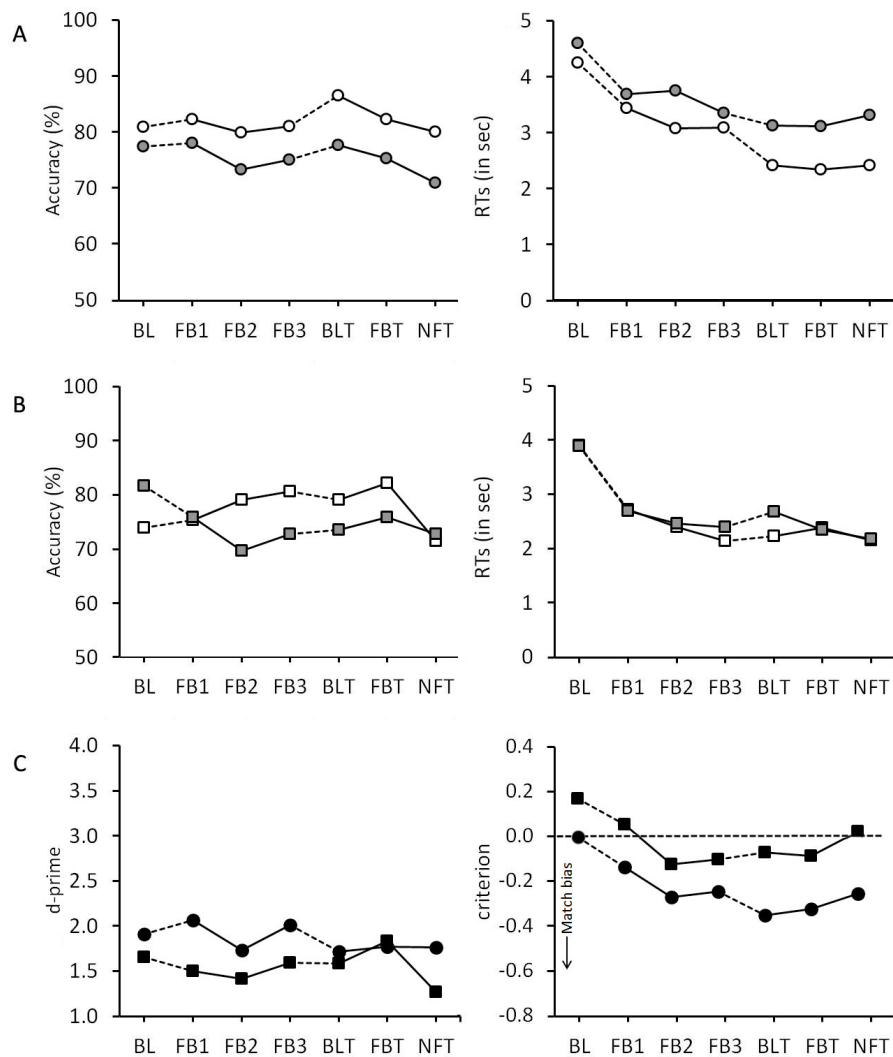 A
Accuracy (%)
100
90
80
70
60
50
BL FB1 FB2 FB3 BLT FBT NFT
RTs (in sec)
5
4
3
2
1
0
BL FB1 FB2 FB3 BLT FBT NFT
B
Accuracy (%)
100
90
80
70
60
50
BL FB1 FB2 FB3 BLT FBT NFT
RTs (in sec)
5
4
3
2
1
0
BL FB1 FB2 FB3 BLT FBT NFT
C
d-prime
4.0
3.5
3.0
2.5
2.0
1.5
1.0
BL FB1 FB2 FB3 BLT FBT NFT
criterion
0.4
0.2
0.0
-0.2
-0.4
-0.6
-0.8
Match bias
BL FB1 FB2 FB3 BLT FBT NFT